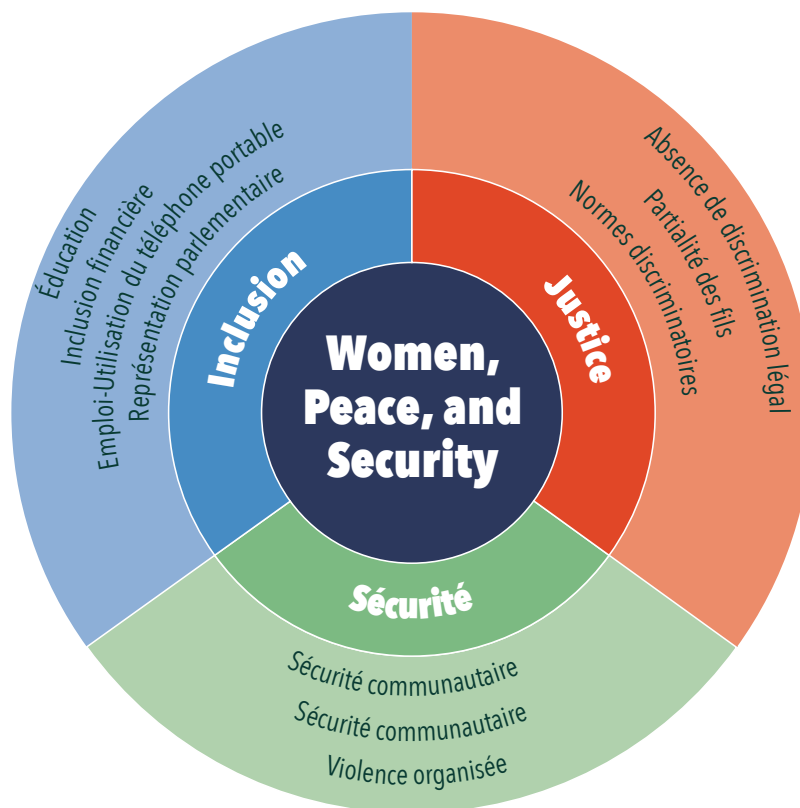 Women,
Peace, and
Security
Inclusion
Éducation
Inclusion financière
Emploi-Utilisation du téléphone portable
Représentation parlementaire
Justice
Absence de discrimination légal
Partialité des fils
Normes discriminatoires
Sécurité
Sécurité communautaire
Sécurité communautaire
Violence organisée